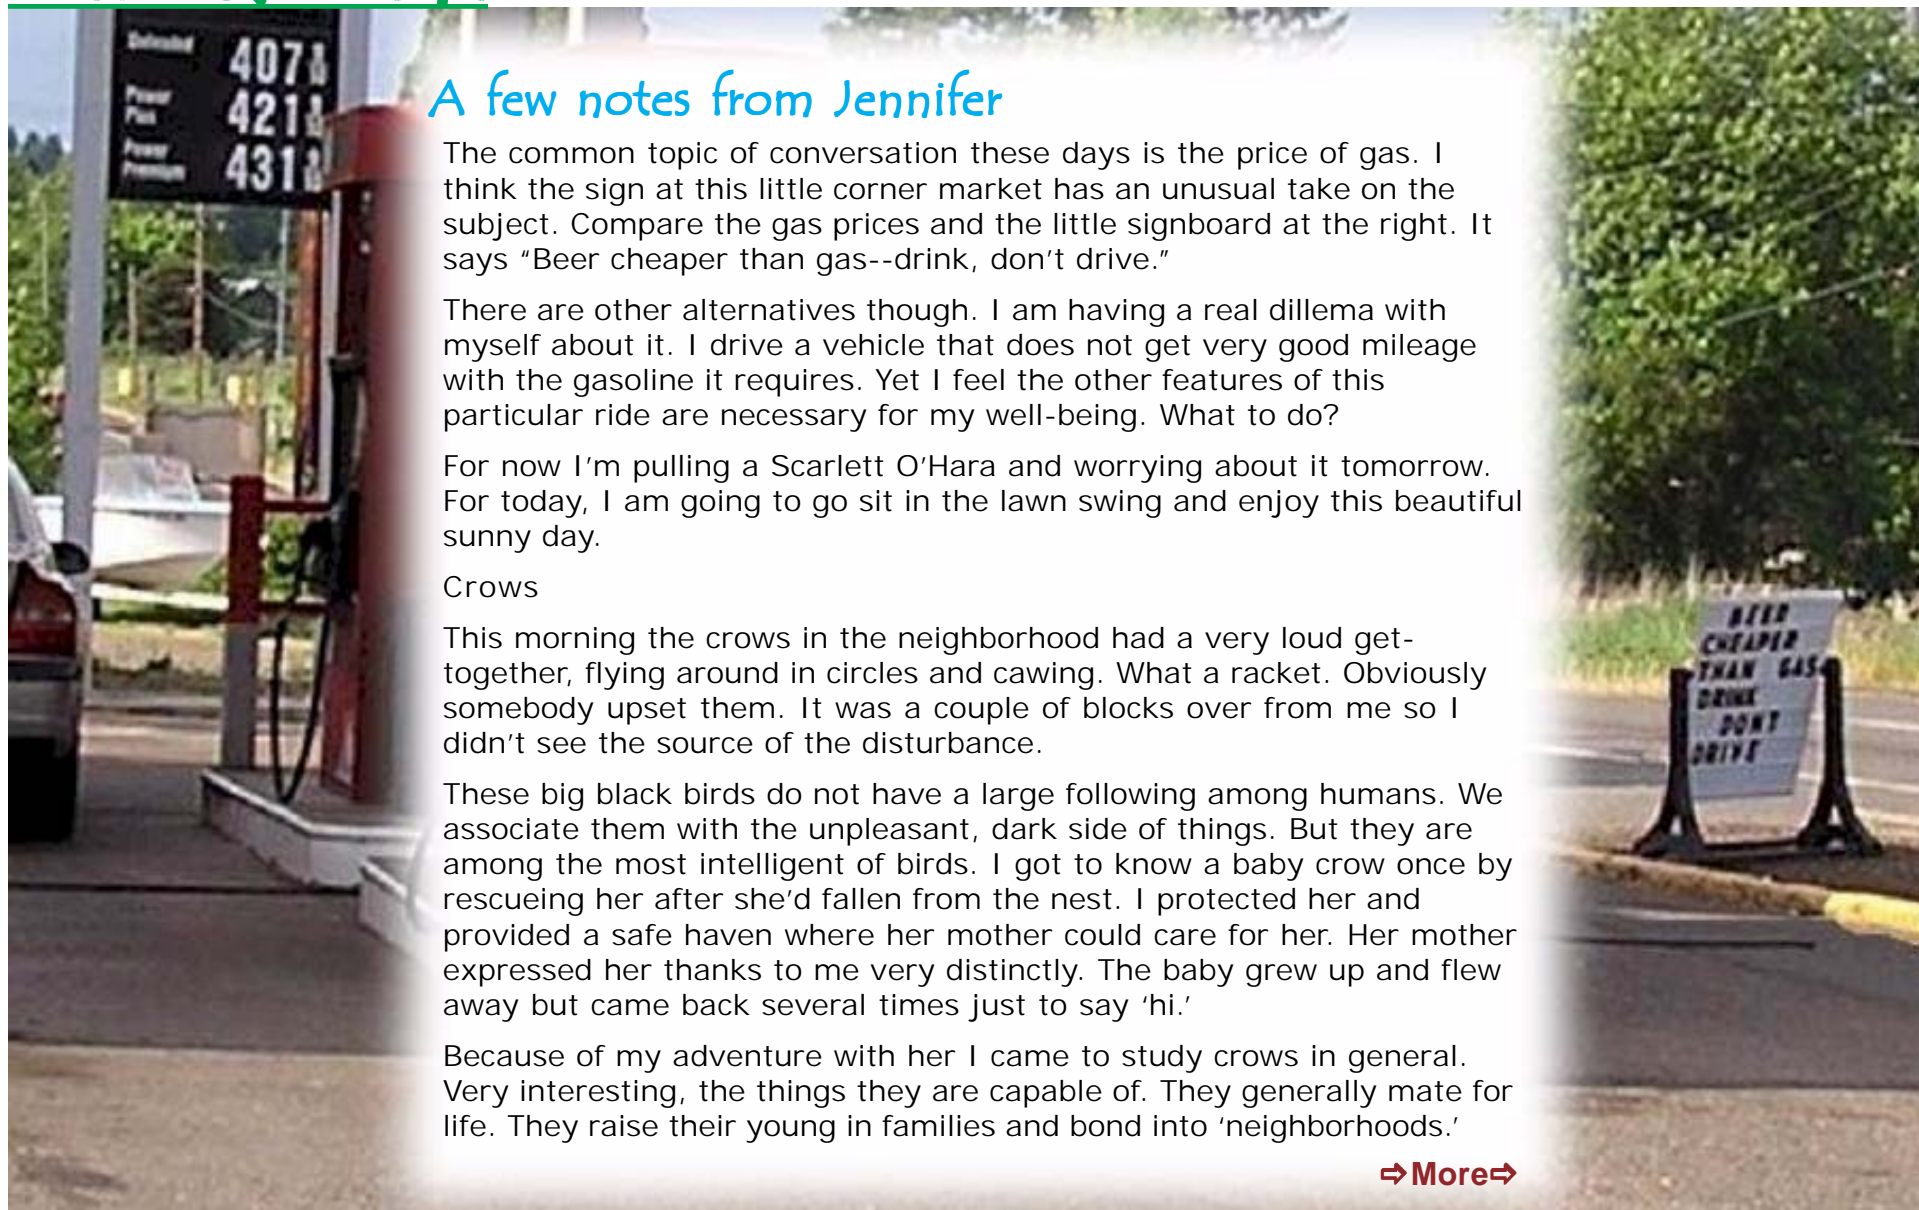 Unleaded 407
Power
Plus 421
Power
Premium 431
A few notes from Jennifer
The common topic of conversation these days is the price of gas. I
think the sign at this little corner market has an unusual take on the
subject. Compare the gas prices and the little signboard at the right. It
says “Beer cheaper than gas--drink, don't drive.”
There are other alternatives though. I am having a real dillema with
myself about it. I drive a vehicle that does not get very good mileage
with the gasoline it requires. Yet I feel the other features of this
particular ride are necessary for my well-being. What to do?
For now I’m pulling a Scarlett O’Hara and worrying about it tomorrow.
For today, I am going to go sit in the lawn swing and enjoy this beautiful
sunny day.
Crows
This morning the crows in the neighborhood had a very loud get-
together, flying around in circles and cawing. What a racket. Obviously
somebody upset them. It was a couple of blocks over from me so I
didn’t see the source of the disturbance.
These big black birds do not have a large following among humans. We
associate them with the unpleasant, dark side of things. But they are
among the most intelligent of birds. I got to know a baby crow once by
rescueing her after she’d fallen from the nest. I protected her and
provided a safe haven where her mother could care for her. Her mother
expressed her thanks to me very distinctly. The baby grew up and flew
away but came back several times just to say ‘hi.’
Because of my adventure with her I came to study crows in general.
Very interesting, the things they are capable of. They generally mate for
life. They raise their young in families and bond into ‘neighborhoods.’
⇨More⇨
BEER
CHEAPER
THAN GAS
DRINK
DONT
DRIVE